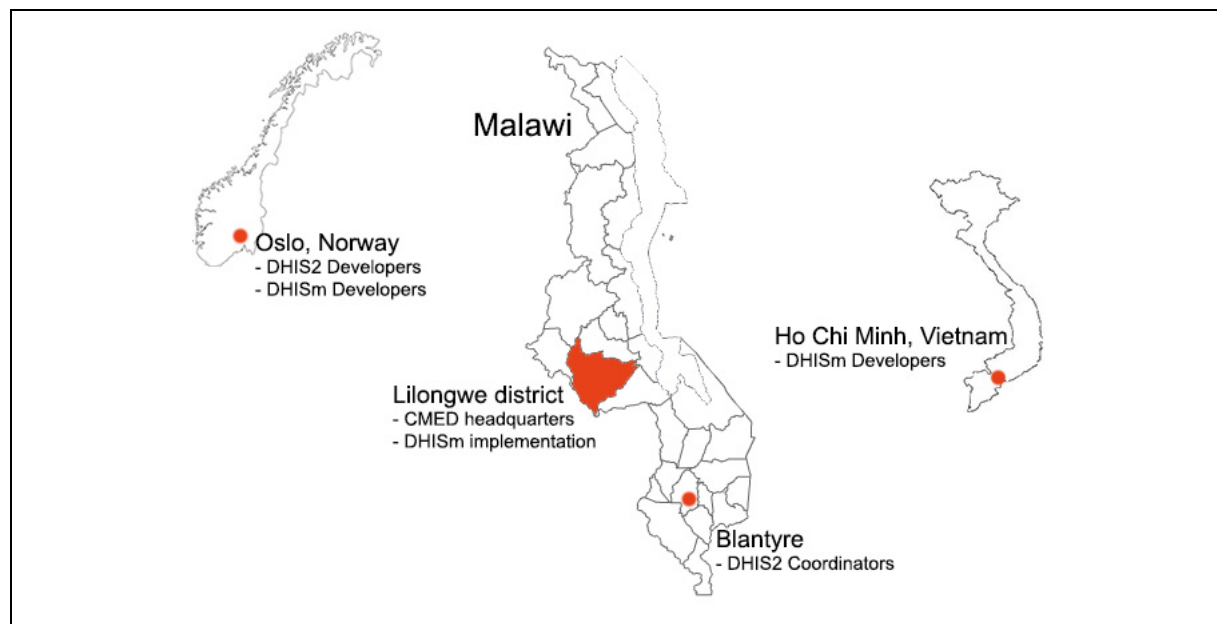 Malawi
Oslo, Norway
- DHIS2 Developers
- DHISm Developers
Ho Chi Minh, Vietnam
- DHISm Developers
Lilongwe district
- CMED headquarters
- DHISm implementation
Blantyre
- DHIS2 Coordinators